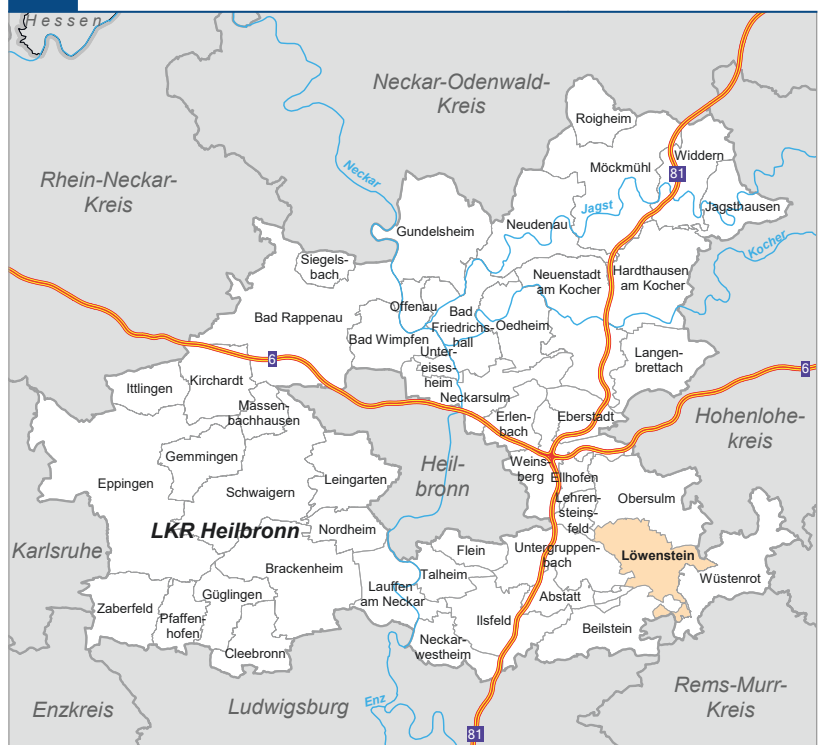 Hessen
Neckar-Odenwald-
Kreis
Roigheim
Widdern
Möckmühl
81
Neckar
Rhein-Neckar-
Kreis
Jagst
Jagsthausen
Gundelsheim
Neudenau
Kocher
Siegels-
bach
Neuenstadt
am Kocher
Hardthausen
am Kocher
Offenau
Bad
Friedrichs-
hall
Bad Rappenau
Oedheim
Bad Wimpfen
Unter-
eises-
heim
Langen-
brettach
6
6
Kirchardt
Ittlingen
Neckarsulm
Massen-
bachhausen
Erlen-
bach
Eberstadt
Hohenlohe-
kreis
Gemmingen
Heil-
bronn
Weins-
berg
Ellhofen
Eppingen
Leingarten
Schwaigern
Lehren-
steins-
feld
Obersulm
LKR Heilbronn
Nordheim
Karlsruhe
Flein
Untergruppen-
bach
Löwenstein
Brackenheim
Talheim
Wüstenrot
Lauffen
am Neckar
Güglingen
Abstatt
Zaberfeld
Pfaffen-
hofen
Ilsfeld
Beilstein
Neckar-
westheim
Cleebronn
Rems-Murr-
Kreis
Enzkreis
Ludwigsburg
Enz
81